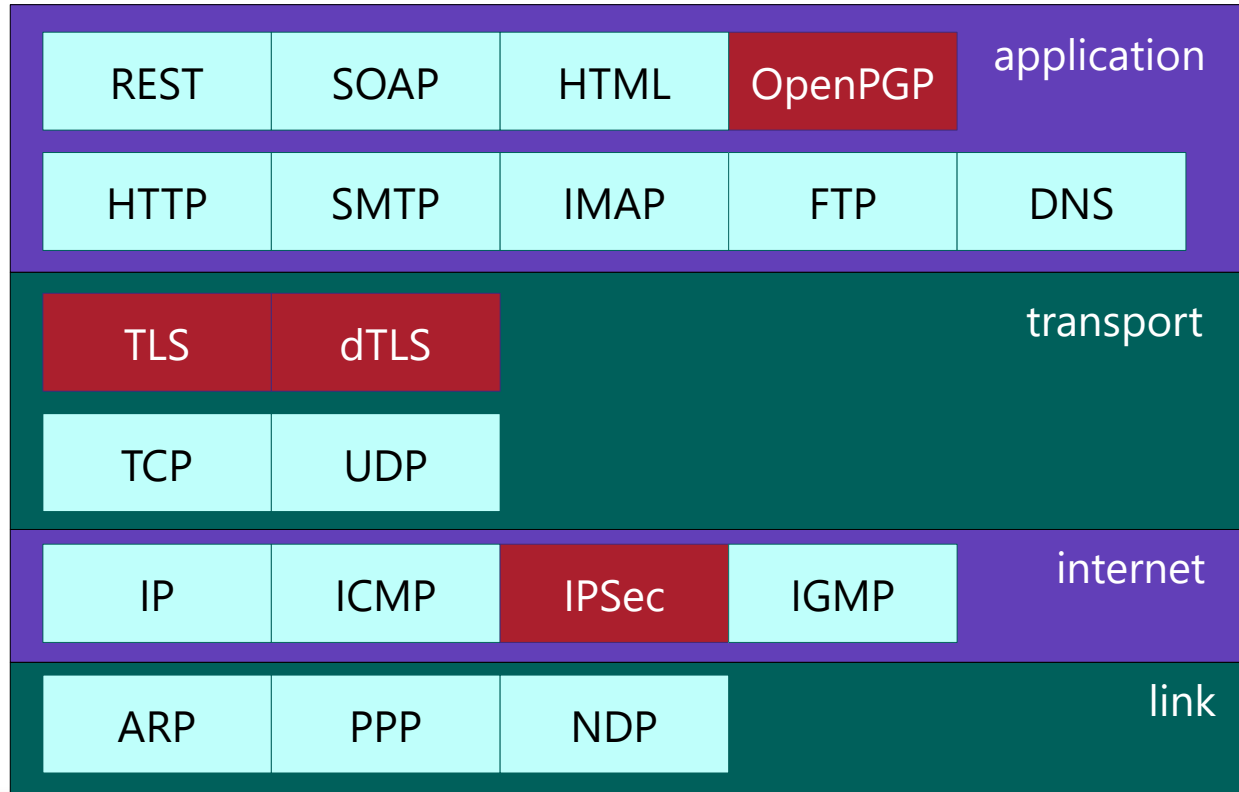 application
REST SOAP HTML OpenPGP
HTTP SMTP IMAP FTP DNS
transport
TLS dTLS
TCP UDP
internet
IP ICMP IPSec IGMP
link
ARP PPP NDP